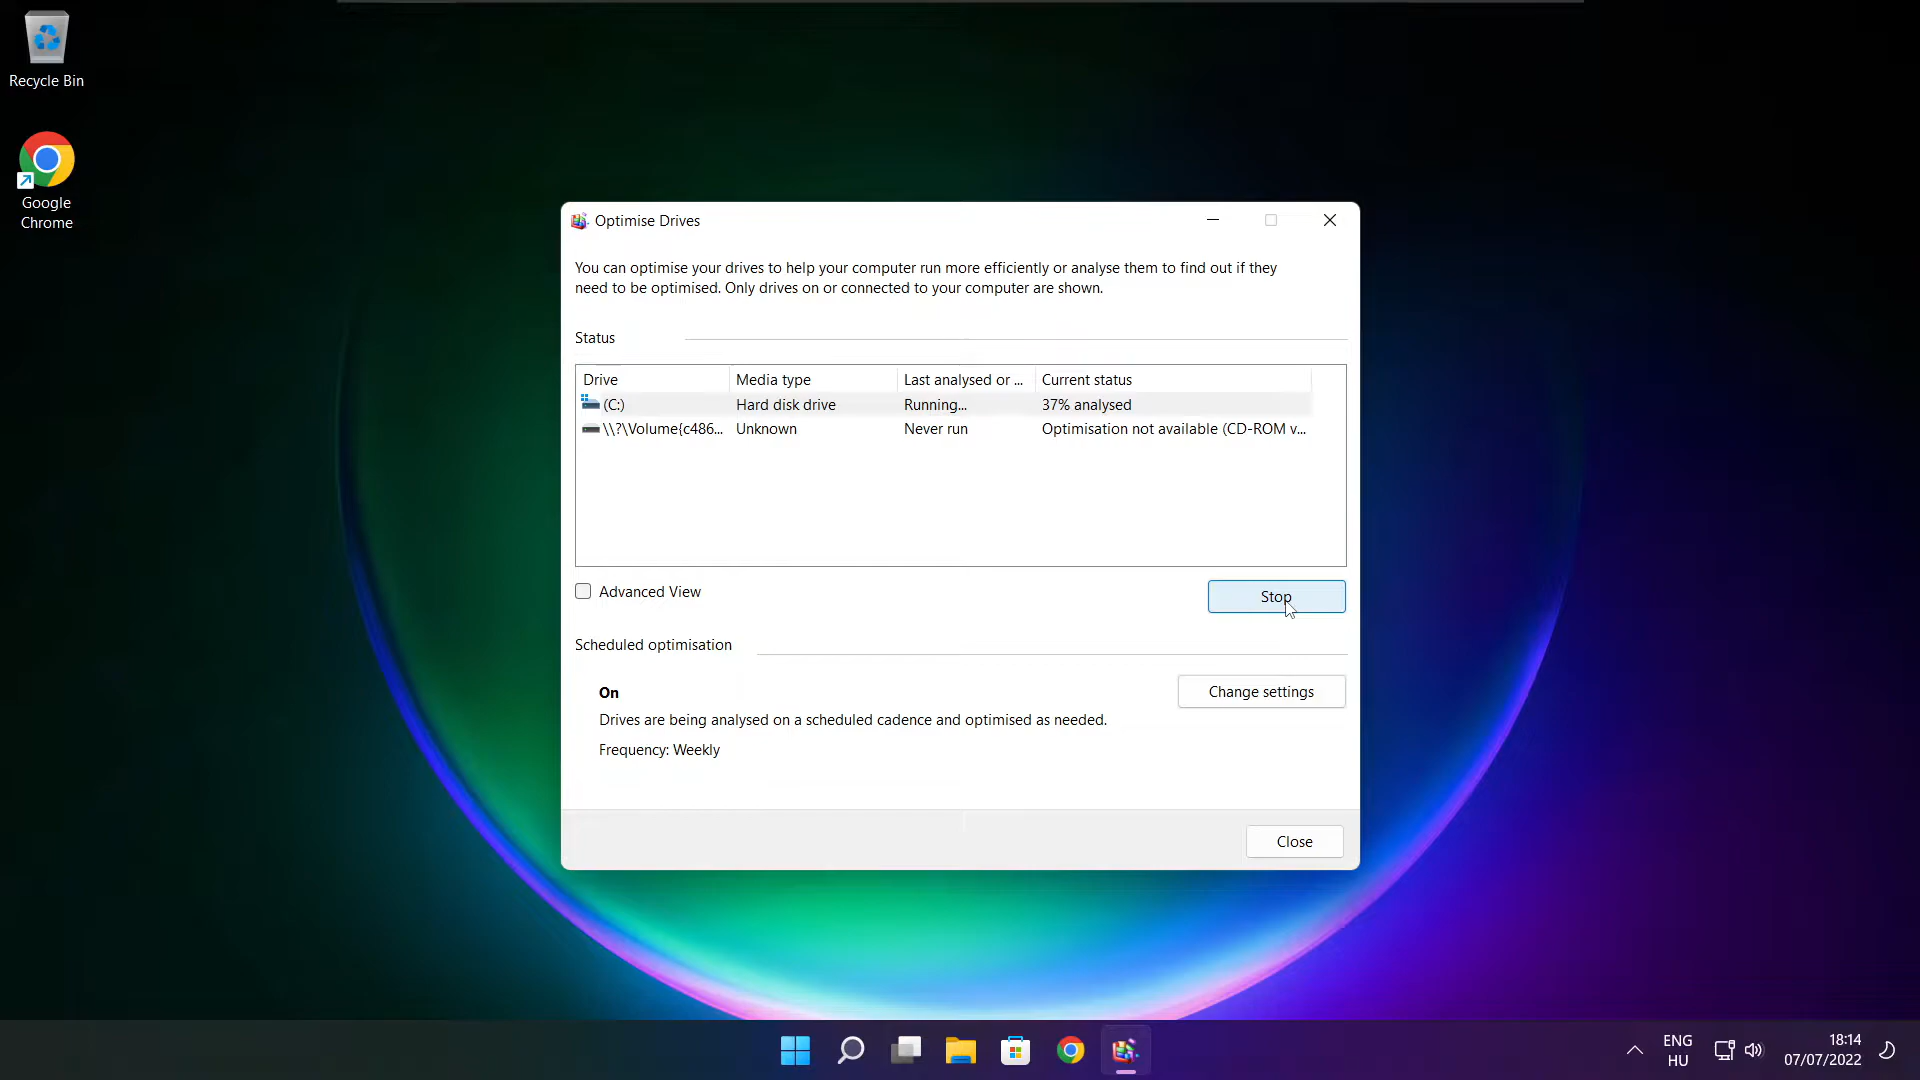 Recycle Bin
Google
Chrome
Optimise Drives
You can optimise your drives to help your computer run more efficiently or analyse them to find out if they
need to be optimised. Only drives on or connected to your computer are shown.
Status
Drive Media type Last analysed or ... Current status
(C:) Hard disk drive Running... 37% analysed
\\?\Volume{c486... Unknown Never run Optimisation not available (CD-ROM v...
Advanced View
Stop
Scheduled optimisation
On
Change settings
Drives are being analysed on a scheduled cadence and optimised as needed.
Frequency: Weekly
Close
ENG
HU
18:14
07/07/2022